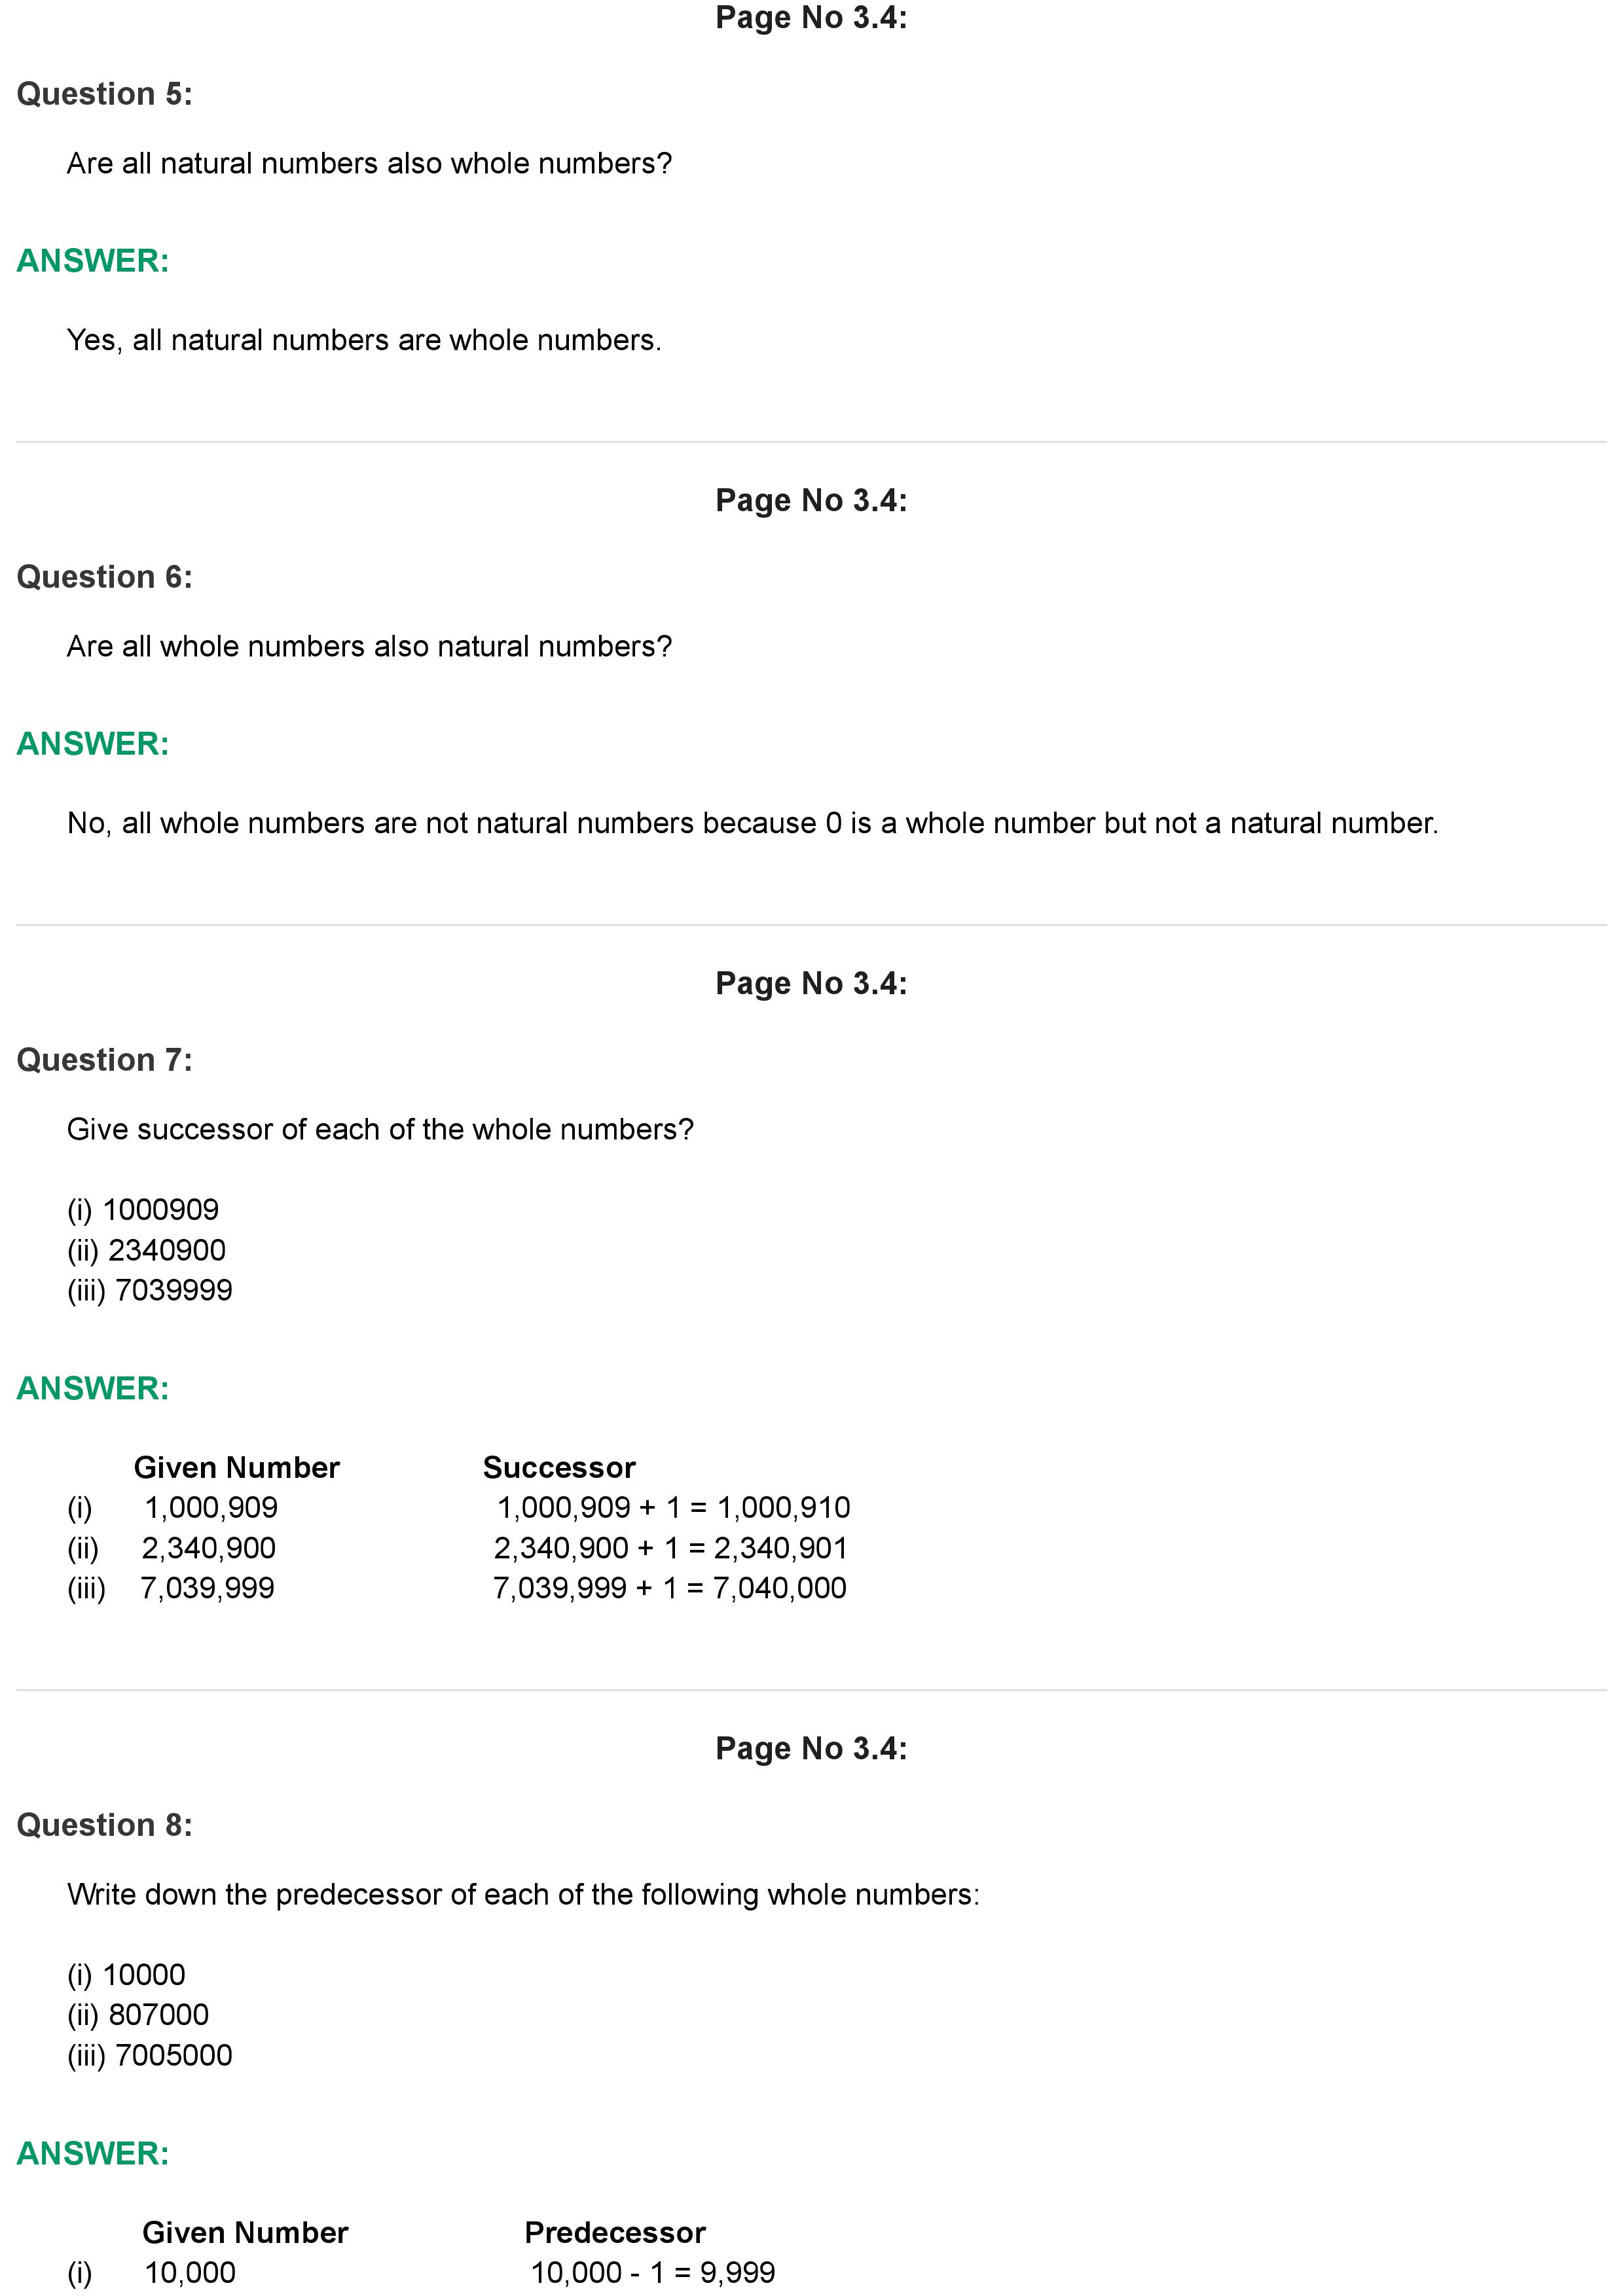 Page No 3.4:
Question 5:
Are all natural numbers also whole numbers?
ANSWER:
Yes, all natural numbers are whole numbers.
Page No 3.4:
Question 6:
Are all whole numbers also natural numbers?
ANSWER:
No, all whole numbers are not natural numbers because 0 is a whole number but not a natural number.
Page No 3.4:
Question 7:
Give successor of each of the whole numbers?
(i) 1000909
(ii) 2340900
(iii) 7039999
ANSWER:
Given Number Successor
(i) 1,000,909 1,000,909 + 1 = 1,000,910
(ii) 2,340,900 2,340,900 + 1 = 2,340,901
(iii) 7,039,999 7,039,999 + 1 = 7,040,000
Page No 3.4:
Question 8:
Write down the predecessor of each of the following whole numbers:
(i) 10000
(ii) 807000
(iii) 7005000
ANSWER:
Given Number Predecessor
(i) 10,000 10,000 - 1 = 9,999